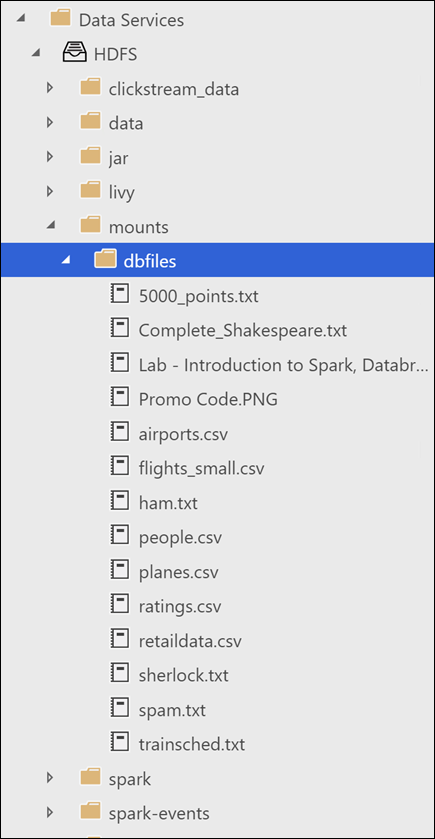 Data Services
HDFS
clickstream_data
data
jar
livy
mounts
dbfiles
5000_points.txt
Complete_Shakespeare.txt
Lab - Introduction to Spark, Databr...
Promo Code.PNG
airports.csv
flights_small.csv
ham.txt
people.csv
planes.csv
ratings.csv
retaildata.csv
sherlock.txt
spam.txt
trainsched.txt
spark
spark-events